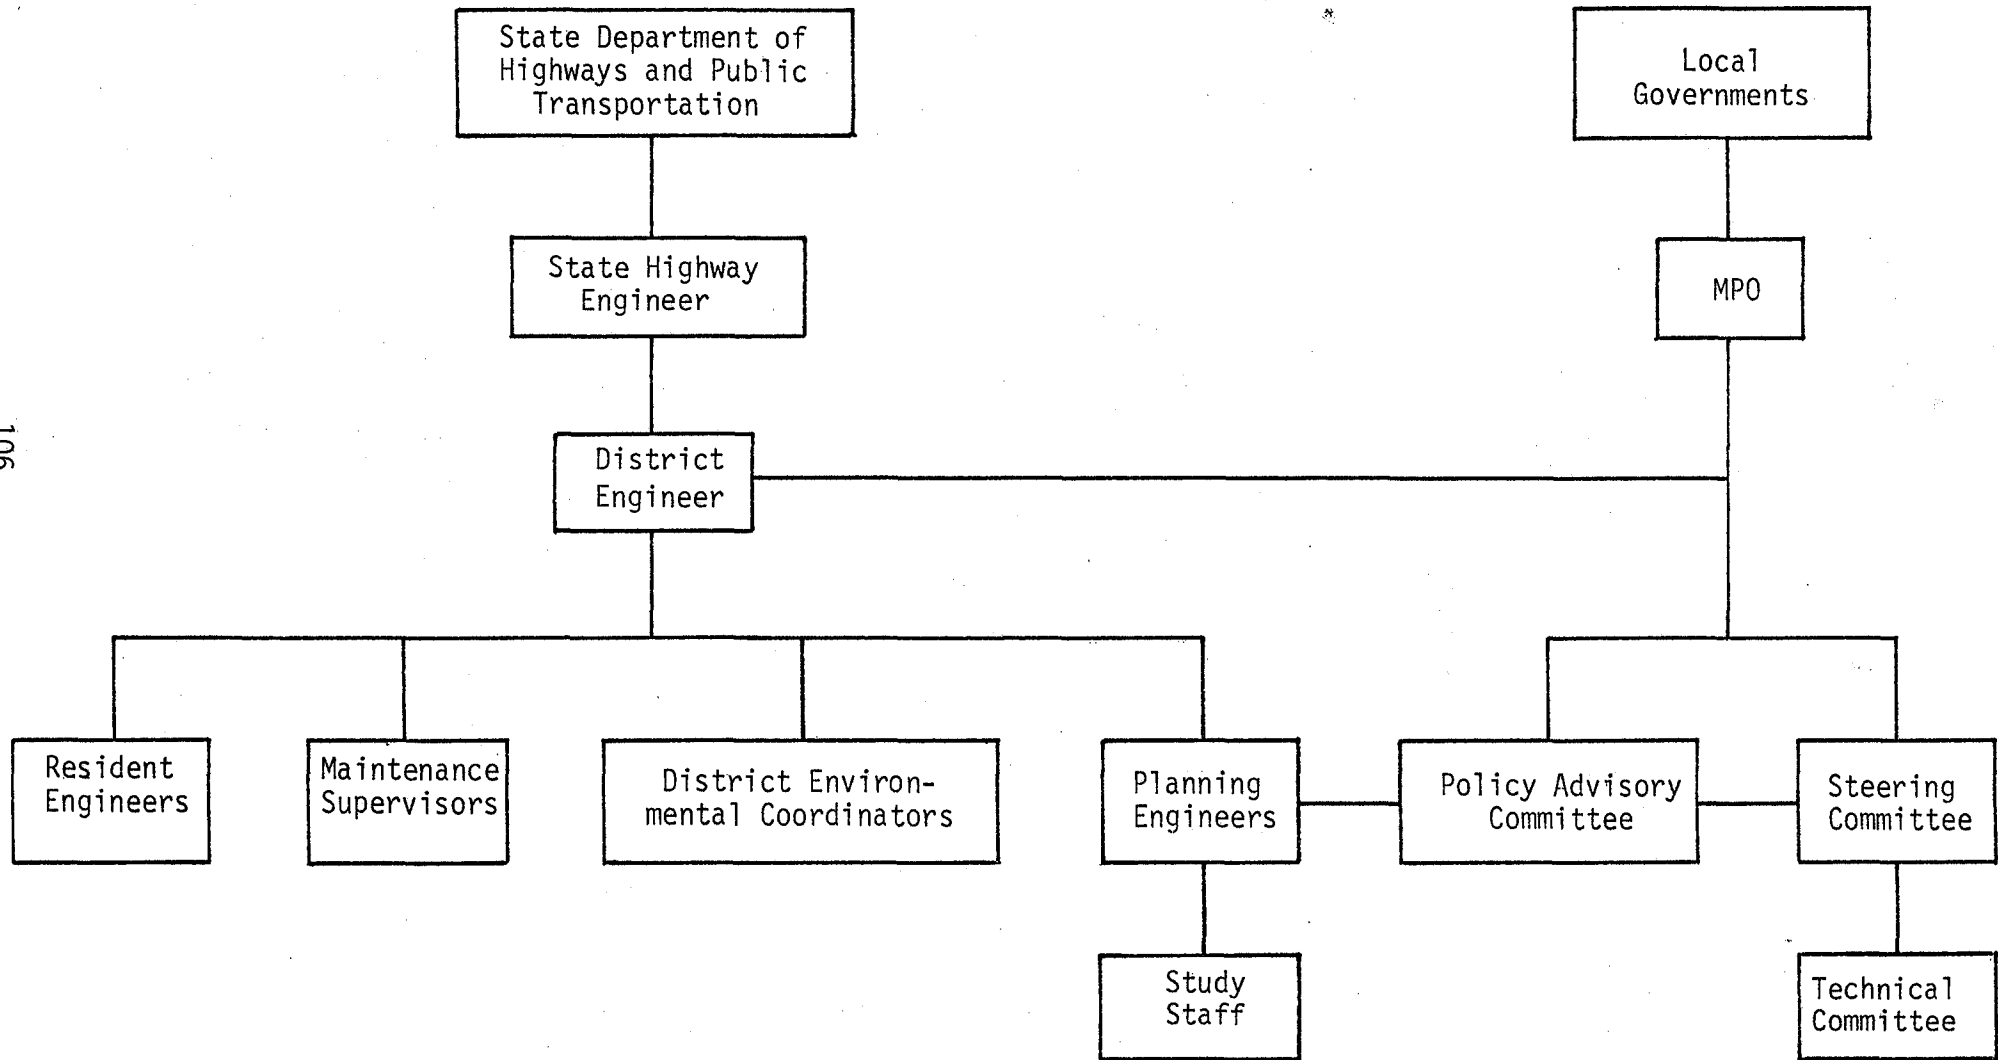 State Department of
Highways and Public
Transportation
Local
Governments
State Highway
Engineer
MPO
District
Engineer
106
Resident
Engineers
Maintenance
Supervisors
District Environ-
mental Coordinators
Planning
Engineers
Policy Advisory
Committee
Steering
Committee
Study
Staff
Technical
Committee